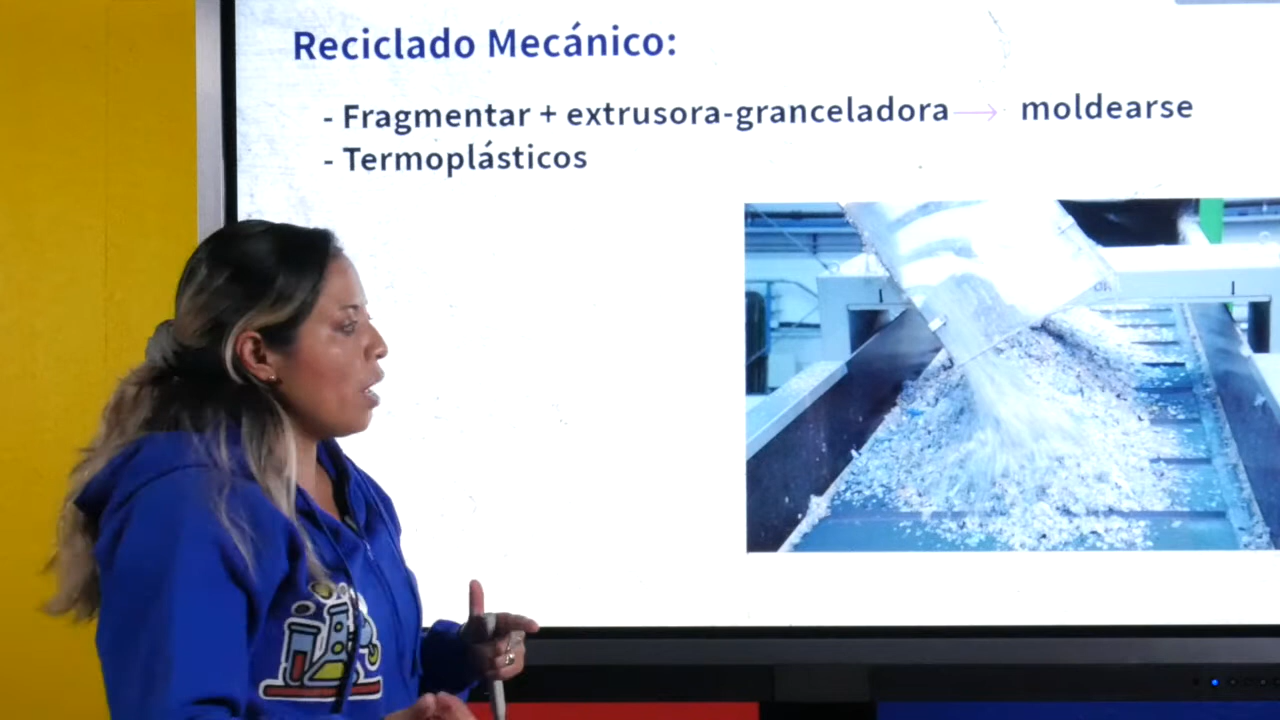 Reciclado Mecánico:
- Fragmentar + extrusora-granceladora → moldearse
- Termoplásticos